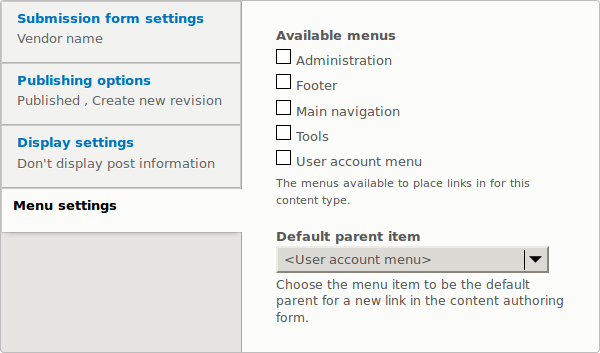 Submission form settings
Vendor name
Publishing options
Published , Create new revision
Display settings
Don't display post information
Menu settings
Available menus
Administration
Footer
Main navigation
Tools
User account menu
The menus available to place links in for this
content type.
Default parent item
<User account menu>
Choose the menu item to be the default
parent for a new link in the content authoring
form.